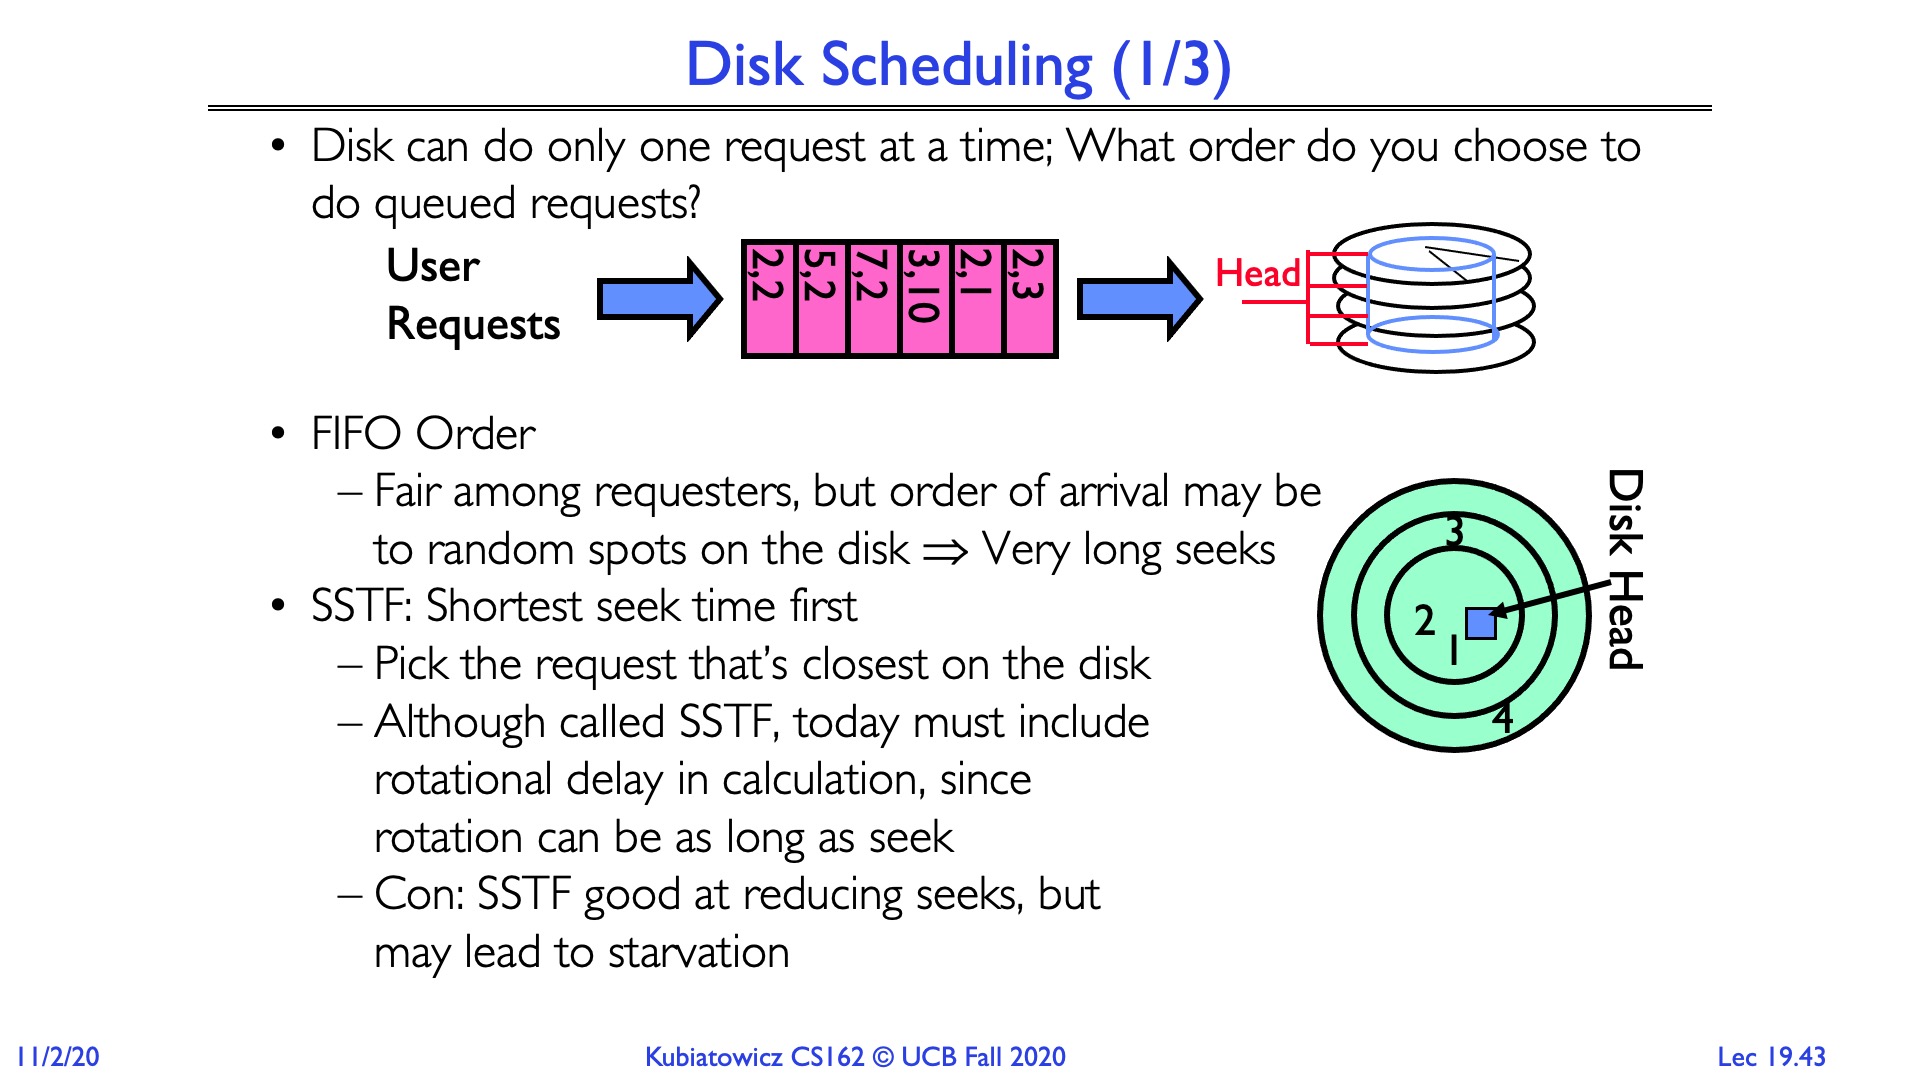 Disk Scheduling (1/3)
• Disk can do only one request at a time; What order do you choose to
do queued requests?
User
Requests
2,2
5,2
7,2
3,10
2,1
2,3
Head
• FIFO Order
– Fair among requesters, but order of arrival may be
to random spots on the disk ⇒ Very long seeks
• SSTF: Shortest seek time first
– Pick the request that’s closest on the disk
– Although called SSTF, today must include
rotational delay in calculation, since
rotation can be as long as seek
– Con: SSTF good at reducing seeks, but
may lead to starvation
3
2
1
4
Disk Head
11/2/20
Kubiatowicz CS162 © UCB Fall 2020
Lec 19.43